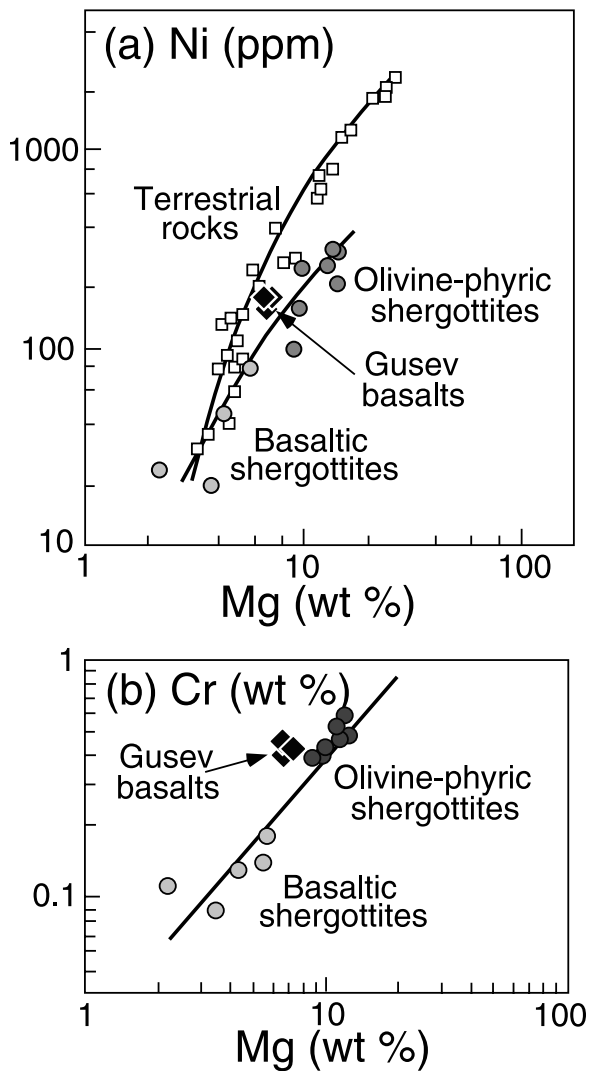 (a) Ni (ppm)
1000
Terrestrial
rocks
Olivine-phyric
shergottites
100
Gusev
basalts
Basaltic
shergottites
10
1
10
100
Mg (wt %)
1
(b) Cr (wt %)
Gusev
basalts
Olivine-phyric
shergottites
0.1
Basaltic
shergottites
1
10
100
Mg (wt %)